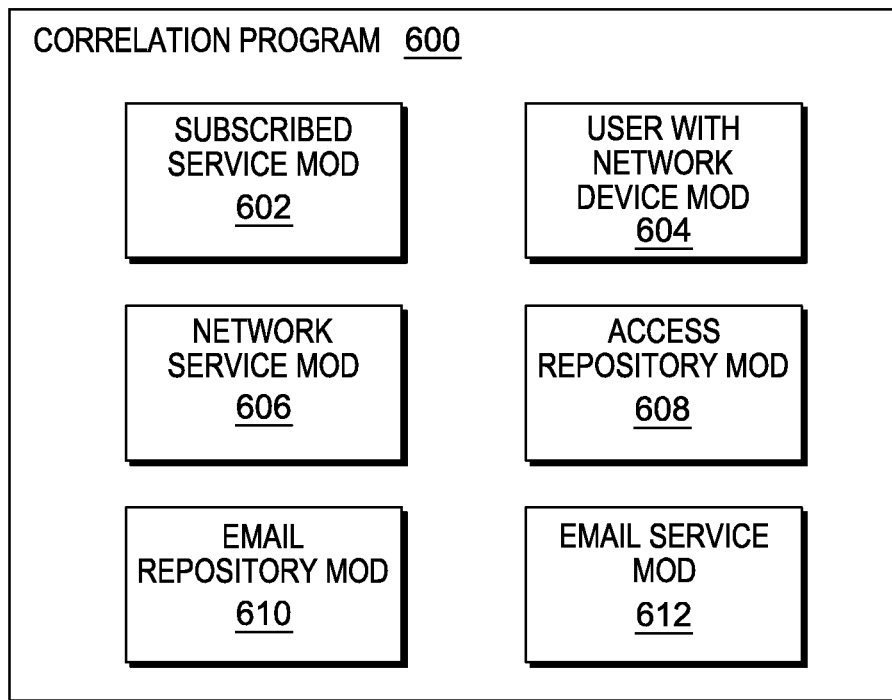 CORRELATION PROGRAM 600
SUBSCRIBED
SERVICE MOD
602
USER WITH
NETWORK
DEVICE MOD
604
NETWORK
SERVICE MOD
606
ACCESS
REPOSITORY MOD
608
EMAIL
REPOSITORY MOD
610
EMAIL SERVICE
MOD
612